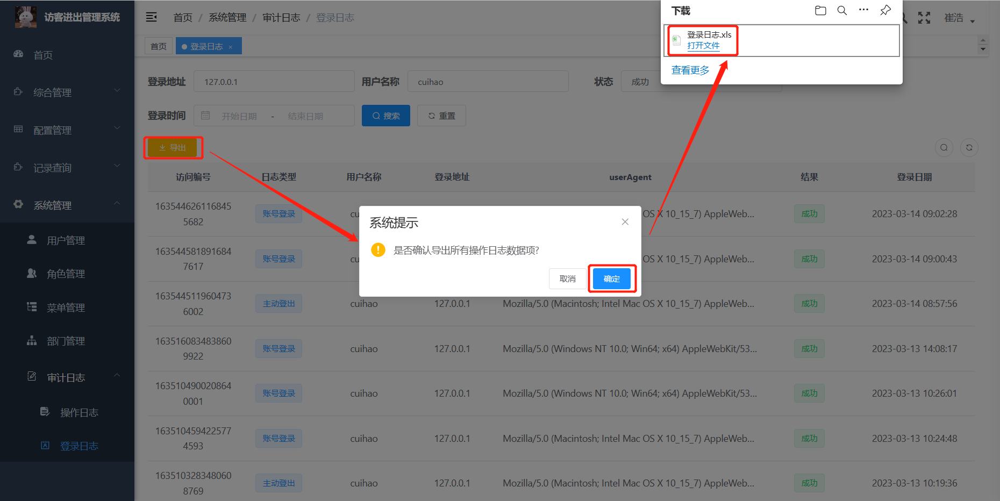 访客进出管理系统
首页
综合管理
配置管理
记录查询
系统管理
用户管理
角色管理
菜单管理
部门管理
审计日志
操作日志
登录日志
首页 / 系统管理 / 审计日志 / 登录日志
崔浩
首页
登录日志 ×
下载
登录日志.xls
打开文件
查看更多
登录地址 127.0.0.1 用户名称 cuihao 状态 成功
登录时间 开始日期 - 结束日期 搜索 重置
导出
访问编号 日志类型 用户名称 登录地址 userAgent 结果 登录日期
163544626116845
5682
账号登录 cu OS X 10_15_7) AppleWeb... 成功 2023-03-14 09:02:28
163544581891684
7617
账号登录 cu OS X 10_15_7) AppleWeb... 成功 2023-03-14 09:00:43
163544511960473
6002
主动登出 cuihao 127.0.0.1 Mozilla/5.0 (Macintosh; Intel Mac OS X 10_15_7) AppleWeb... 成功 2023-03-14 08:57:56
163516083483860
9922
账号登录 cuihao 127.0.0.1 Mozilla/5.0 (Windows NT 10.0; Win64; x64) AppleWebKit/53... 成功 2023-03-13 14:08:17
163510490020864
0001
账号登录 cuihao 127.0.0.1 Mozilla/5.0 (Windows NT 10.0; Win64; x64) AppleWebKit/53... 成功 2023-03-13 10:26:01
163510459422577
4593
账号登录 cuihao 127.0.0.1 Mozilla/5.0 (Macintosh; Intel Mac OS X 10_15_7) AppleWeb... 成功 2023-03-13 10:24:48
163510328348060
8769
主动登出 cuihao 127.0.0.1 Mozilla/5.0 (Macintosh; Intel Mac OS X 10_15_7) AppleWeb... 成功 2023-03-13 10:19:36
系统提示
是否确认导出所有操作日志数据项?
取消 确定